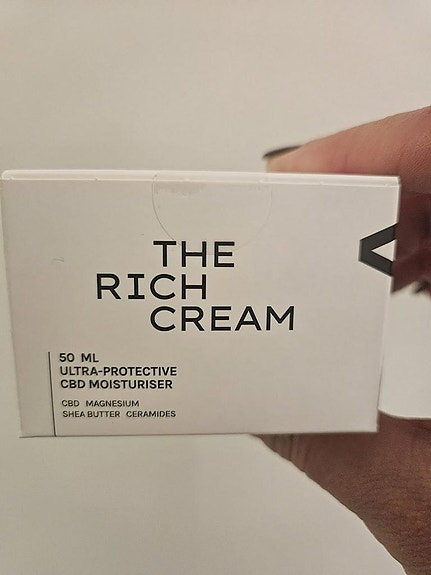 THE
RICH
CREAM
50 ML
ULTRA-PROTECTIVE
CBD MOISTURISER
CBD MAGNESIUM
SHEA BUTTER CERAMIDES